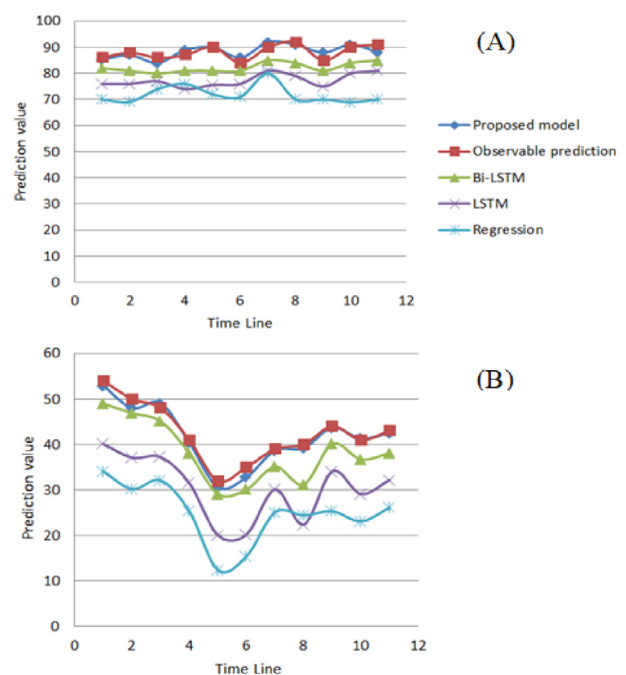 (A)
Prediction value
100
90
80
70
60
50
40
30
20
10
0
0 2 4 6 8 10 12
Time Line
Proposed model
Observable prediction
Bi-LSTM
LSTM
Regression
(B)
Prediction value
60
50
40
30
20
10
0
0 2 4 6 8 10 12
Time Line